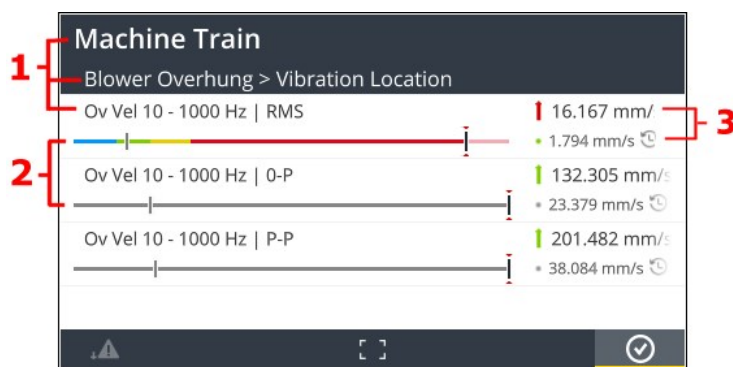 Machine Train
1
Blower Overhung > Vibration Location
Ov Vel 10 - 1000 Hz | RMS
16.167 mm/
3
1.794 mm/s
2
Ov Vel 10 - 1000 Hz | 0-P
132.305 mm/s
23.379 mm/s
Ov Vel 10 - 1000 Hz | P-P
201.482 mm/s
38.084 mm/s